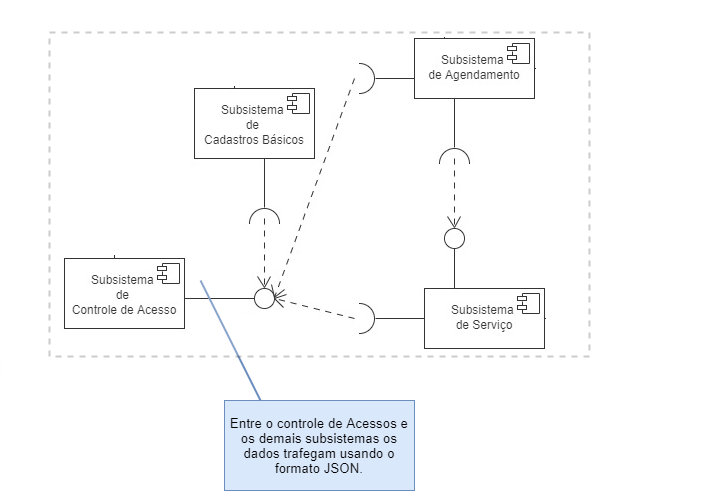 Subsistema
de Agendamento
Subsistema
de
Cadastros Básicos
Subsistema
de
Controle de Acesso
Subsistema
de Serviço
Entre o controle de Acessos e
os demais subsistemas os
dados trafegam usando o
formato JSON.